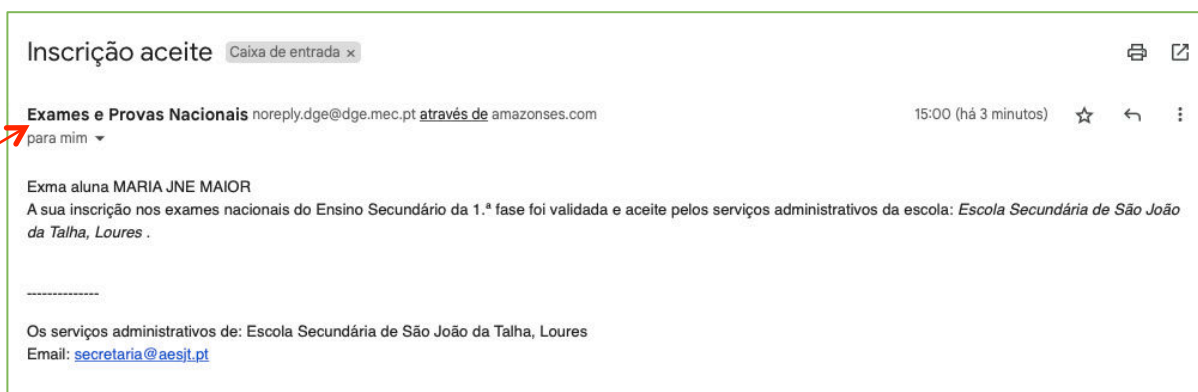 Inscrição aceite Caixa de entrada ×
Exames e Provas Nacionais noreply.dge@dge.mec.pt através de amazonses.com 15:00 (há 3 minutos)
para mim
Exma aluna MARIA JNE MAIOR
A sua inscrição nos exames nacionais do Ensino Secundário da 1.ª fase foi validada e aceite pelos serviços administrativos da escola: Escola Secundária de São João
da Talha, Loures .
--------------
Os serviços administrativos de: Escola Secundária de São João da Talha, Loures
Email: secretaria@aesjt.pt